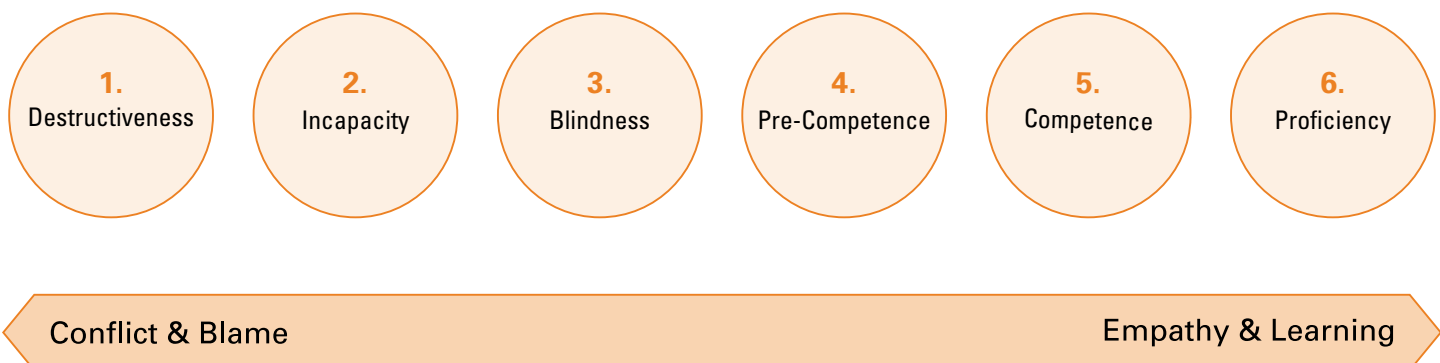 1.
Destructiveness
2.
Incapacity
3.
Blindness
4.
Pre-Competence
5.
Competence
6.
Proficiency
Conflict & Blame
Empathy & Learning